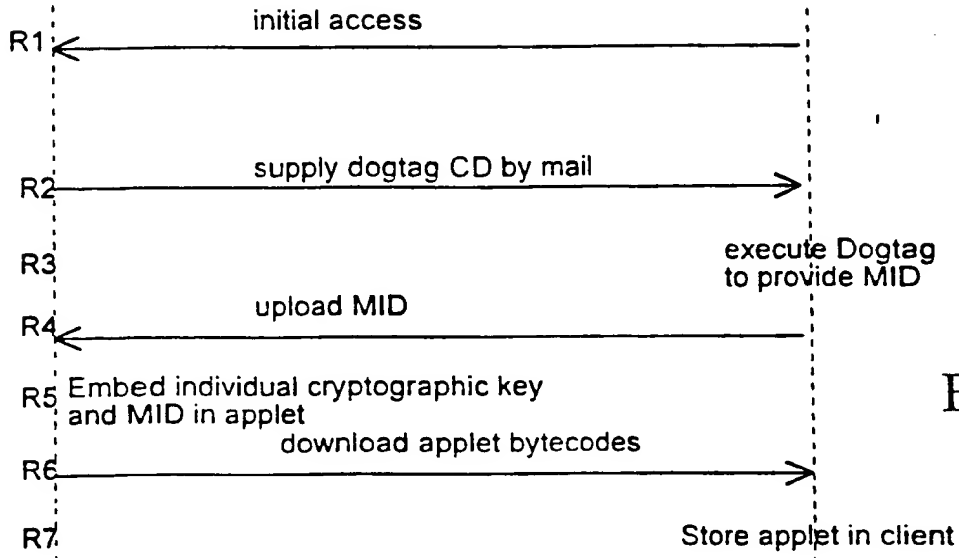 initial access
R1
supply dogtag CD by mail
R2
R3
execute Dogtag
to provide MID
upload MID
R4
R5 Embed individual cryptographic key
and MID in applet
download applet bytecodes
R6
R7
Store applet in client